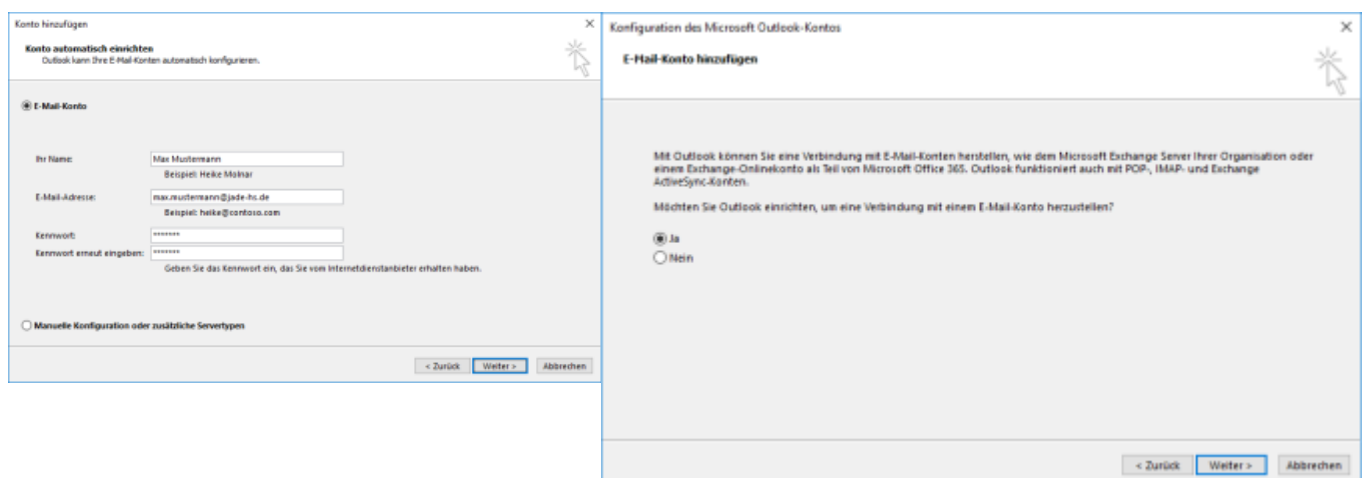 Konto hinzufügen
Konto automatisch einrichten
Outlook kann Ihre E-Mail-Konten automatisch konfigurieren.
E-Mail-Konto
Ihr Name: Max Mustermann
Beispiel: Heike Molnar
E-Mail-Adresse: max.mustermann@jade-hs.de
Beispiel: heike@contoso.com
Kennwort: *******
Kennwort erneut eingeben: *******
Geben Sie das Kennwort ein, das Sie vom Internetdienstanbieter erhalten haben.
Manuelle Konfiguration oder zusätzliche Servertypen
< Zurück Weiter > Abbrechen
Konfiguration des Microsoft Outlook-Kontos
E-Mail-Konto hinzufügen
Mit Outlook können Sie eine Verbindung mit E-Mail-Konten herstellen, wie dem Microsoft Exchange Server Ihrer Organisation oder
einem Exchange-Onlinekonto als Teil von Microsoft Office 365. Outlook funktioniert auch mit POP-, IMAP- und Exchange
ActiveSync-Konten.
Möchten Sie Outlook einrichten, um eine Verbindung mit einem E-Mail-Konto herzustellen?
Ja
Nein
< Zurück Weiter > Abbrechen